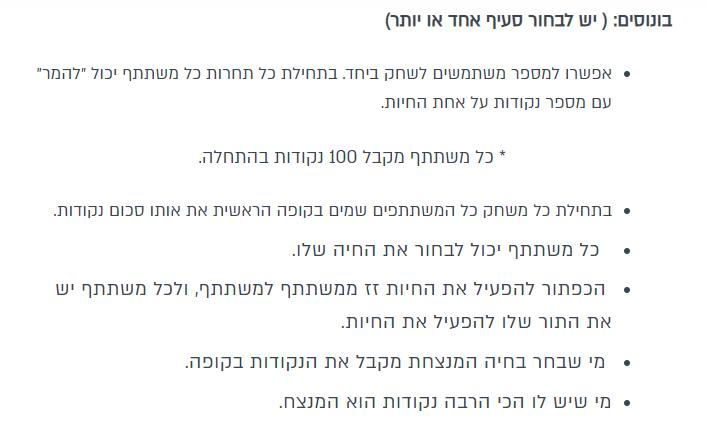 בונוסים: ( יש לבחור סעיף אחד או יותר)
• אפשרו למספר משתמשים לשחק ביחד. בתחילת כל תחרות כל משתתף יכול "להמר"
עם מספר נקודות על אחת החיות.
* כל משתתף מקבל 100 נקודות בהתחלה.
• בתחילת כל משחק כל המשתתפים שמים בקופה הראשית את אותו סכום נקודות.
• כל משתתף יכול לבחור את החיה שלו.
• הכפתור להפעיל את החיות זז ממשתתף למשתתף, ולכל משתתף יש
את התור שלו להפעיל את החיות.
• מי שבחר בחיה המנצחת מקבל את הנקודות בקופה.
• מי שיש לו הכי הרבה נקודות הוא המנצח.